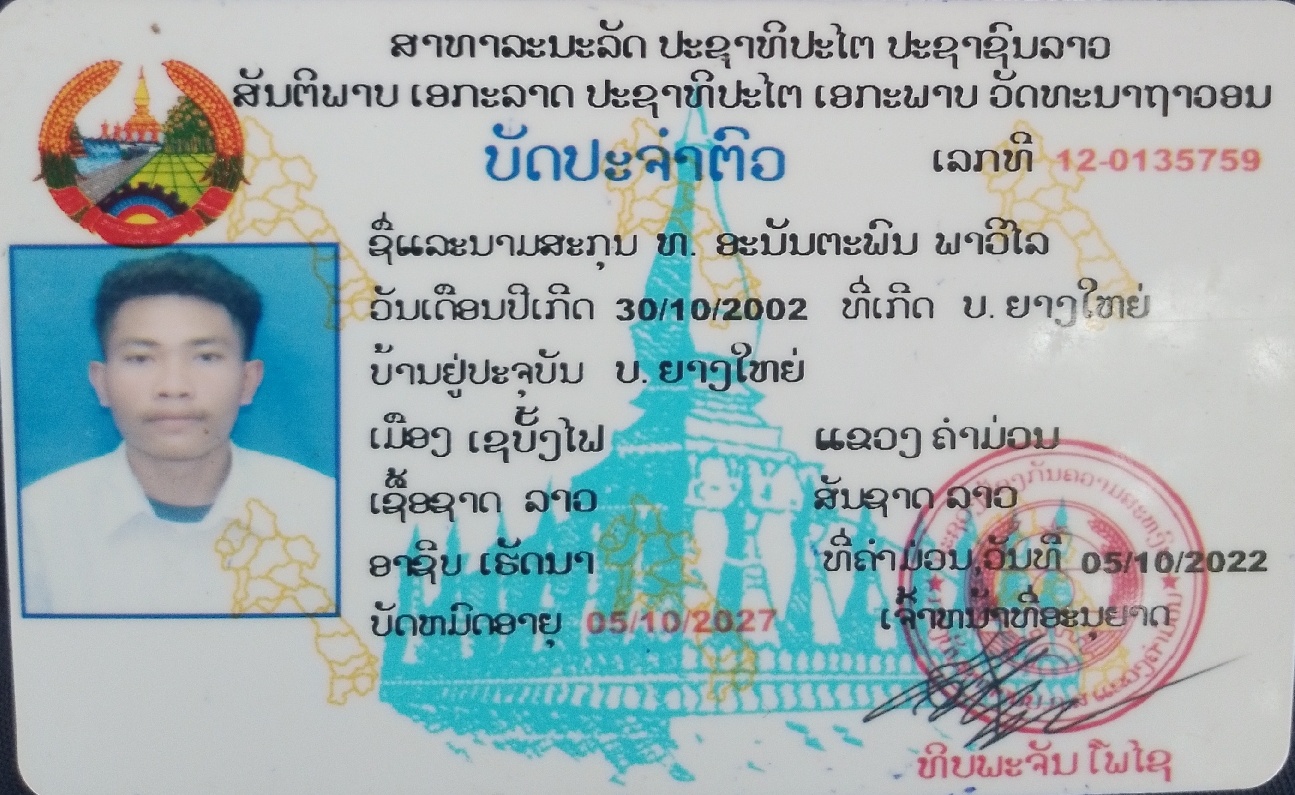 ສາທາລະນະລັດ ປະຊາທິປະໄຕ ປະຊາຊົນລາວ
ສັນຕິພາບ ເອກະລາດ ປະຊາທິປະໄຕ ເອກະພາບ ວັດທະນາຖາວອນ
ບັດປະຈຳຕົວ ເລກທີ 12-0135759
ຊື່ແລະນາມສະກຸນ ທ. ອະນັນຕະພົນ ພາວິໄລ
ວັນເດືອນປີເກີດ 30/10/2002 ທີ່ເກີດ ບ. ຍາງໃຫຍ່
ບ້ານຢູ່ປະຈຸບັນ ບ. ຍາງໃຫຍ່
ເມືອງ ເຊບັ້ງໄຟ ແຂວງ ຄຳມ່ວນ
ເຊື້ອຊາດ ລາວ ສັນຊາດ ລາວ
ອາຊີບ ເຮັດນາ ທີ່ຄຳມ່ວນ ວັນທີ 05/10/2022
ບັດຫມົດອາຍຸ 05/10/2027 ເຈົ້າຫນ້າທີ່ອະນຸຍາດ
ທິບພະຈັນ ໂພໄຊ